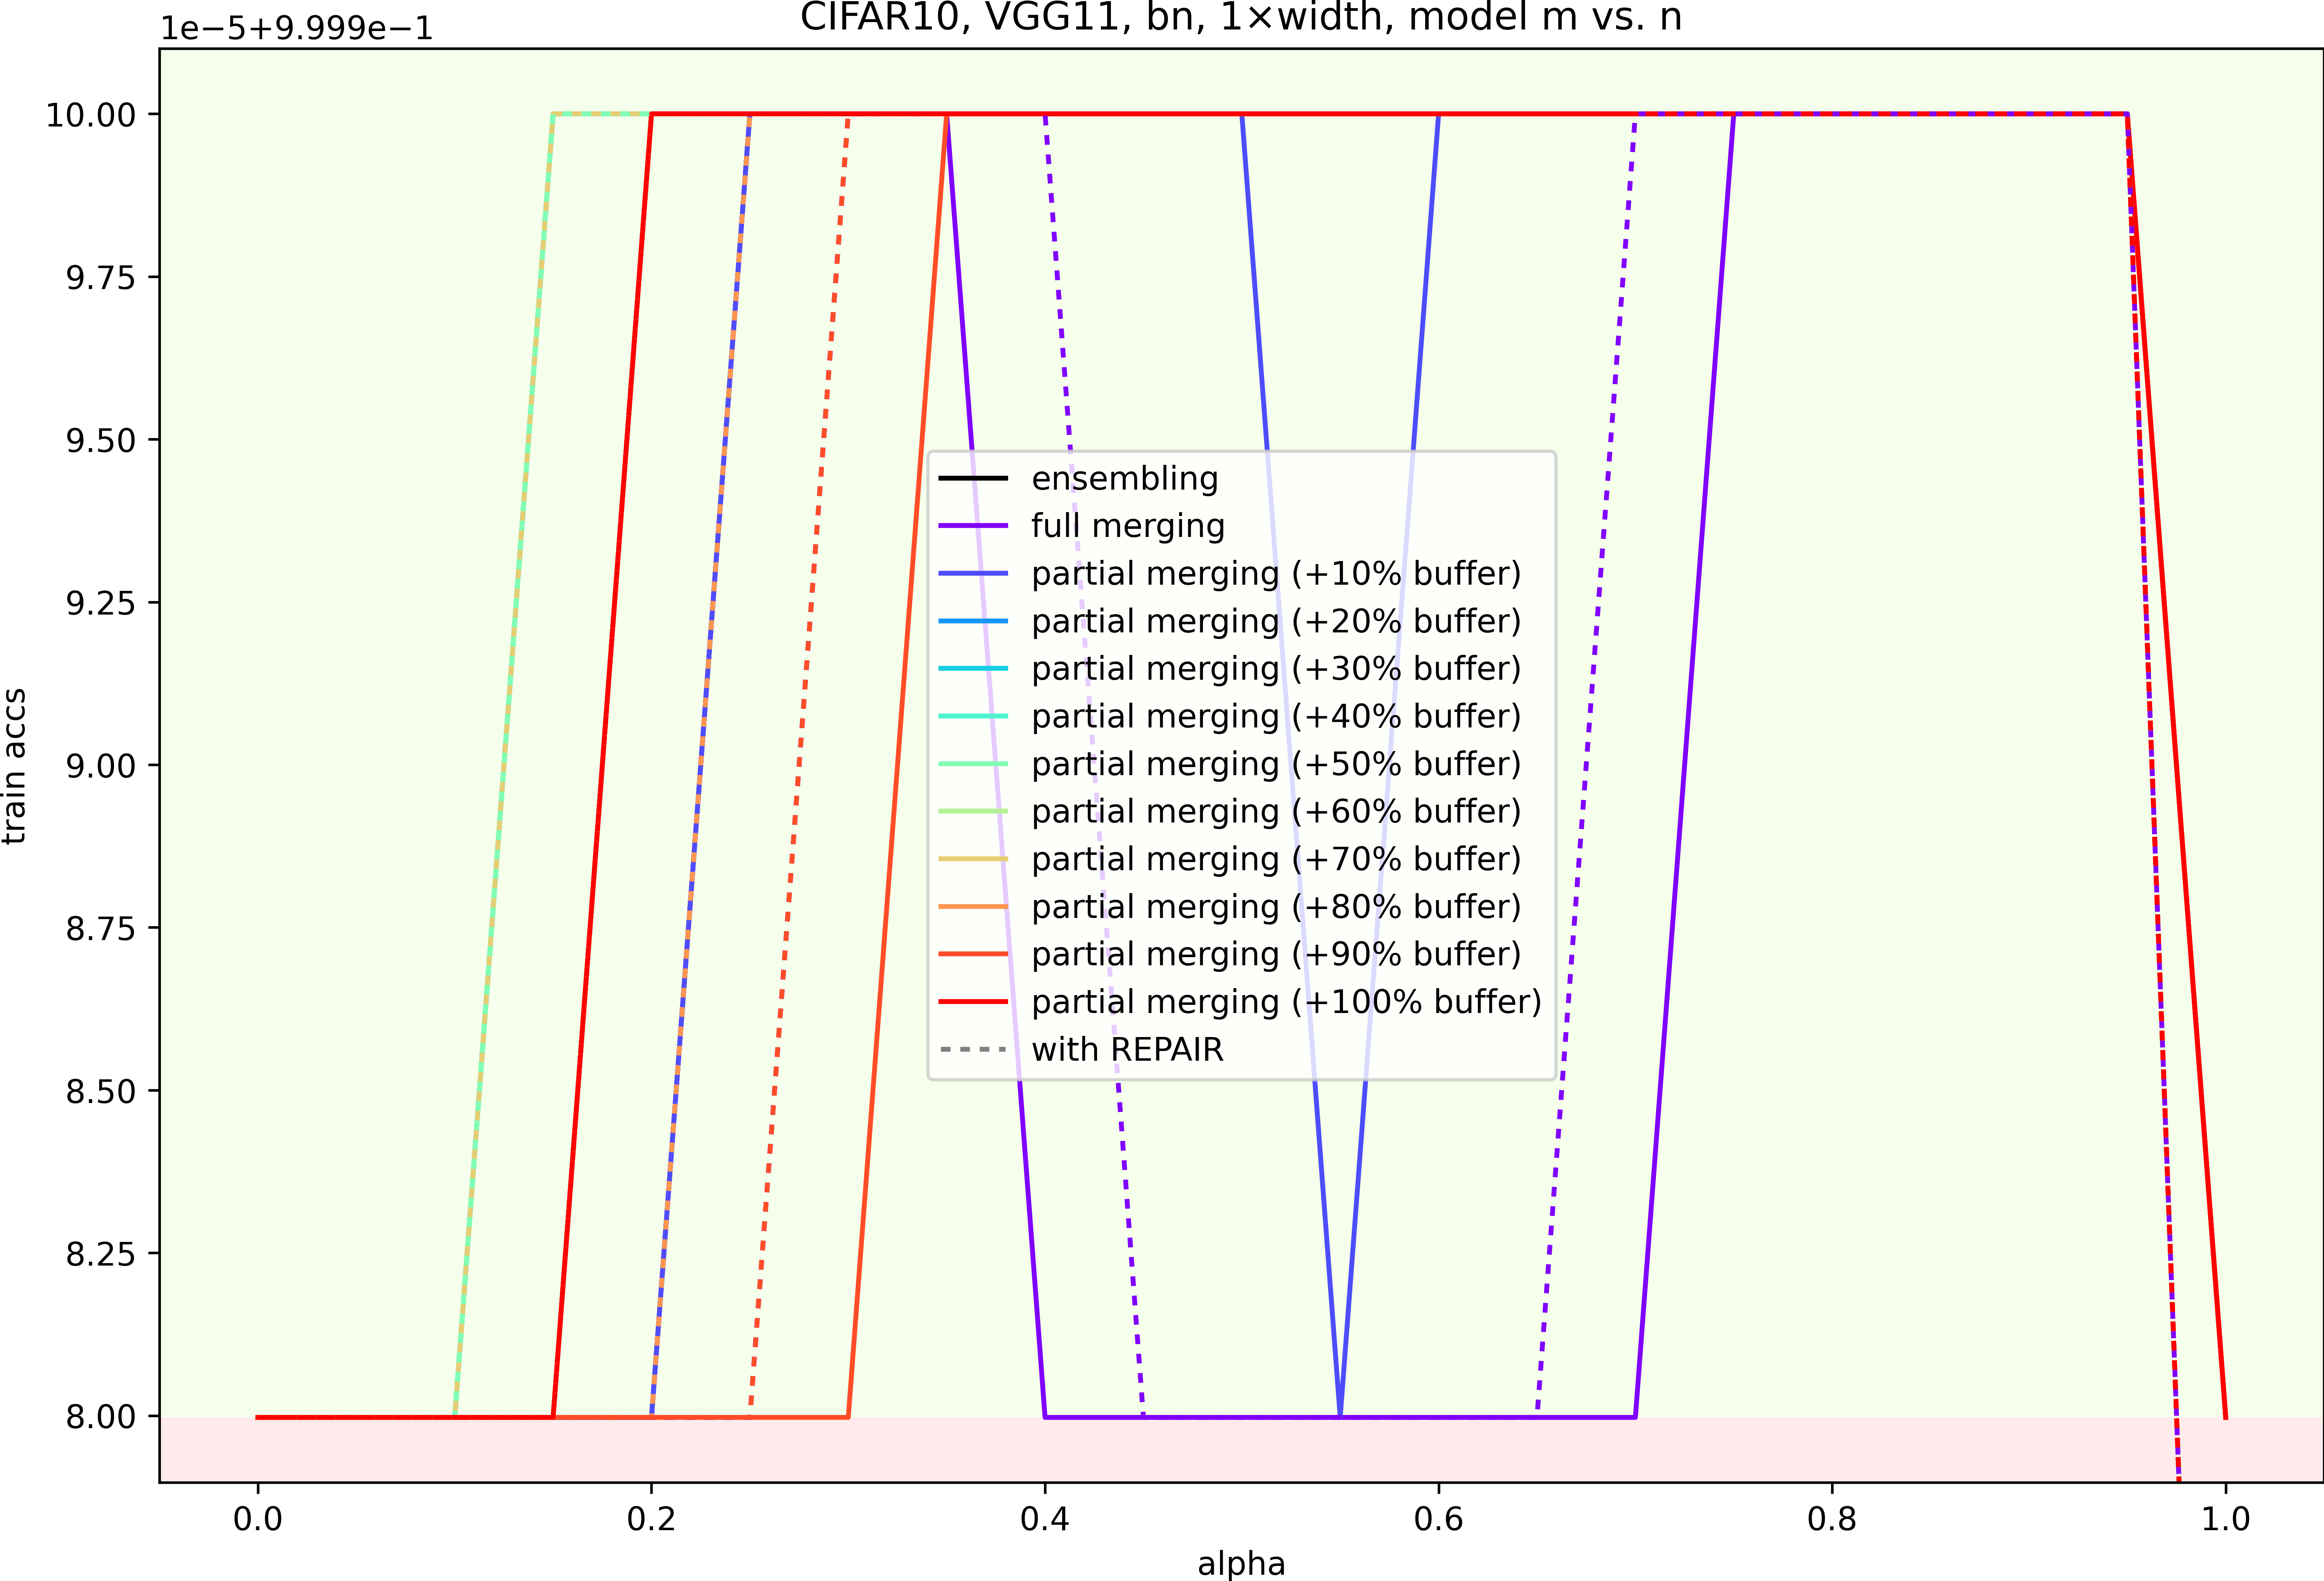 CIFAR10, VGG11, bn, 1×width, model m vs. n
1e−5+9.999e−1
10.00
9.75
9.50
9.25
9.00
8.75
8.50
8.25
8.00
train accs
ensembling
full merging
partial merging (+10% buffer)
partial merging (+20% buffer)
partial merging (+30% buffer)
partial merging (+40% buffer)
partial merging (+50% buffer)
partial merging (+60% buffer)
partial merging (+70% buffer)
partial merging (+80% buffer)
partial merging (+90% buffer)
partial merging (+100% buffer)
with REPAIR
0.0 0.2 0.4 0.6 0.8 1.0
alpha